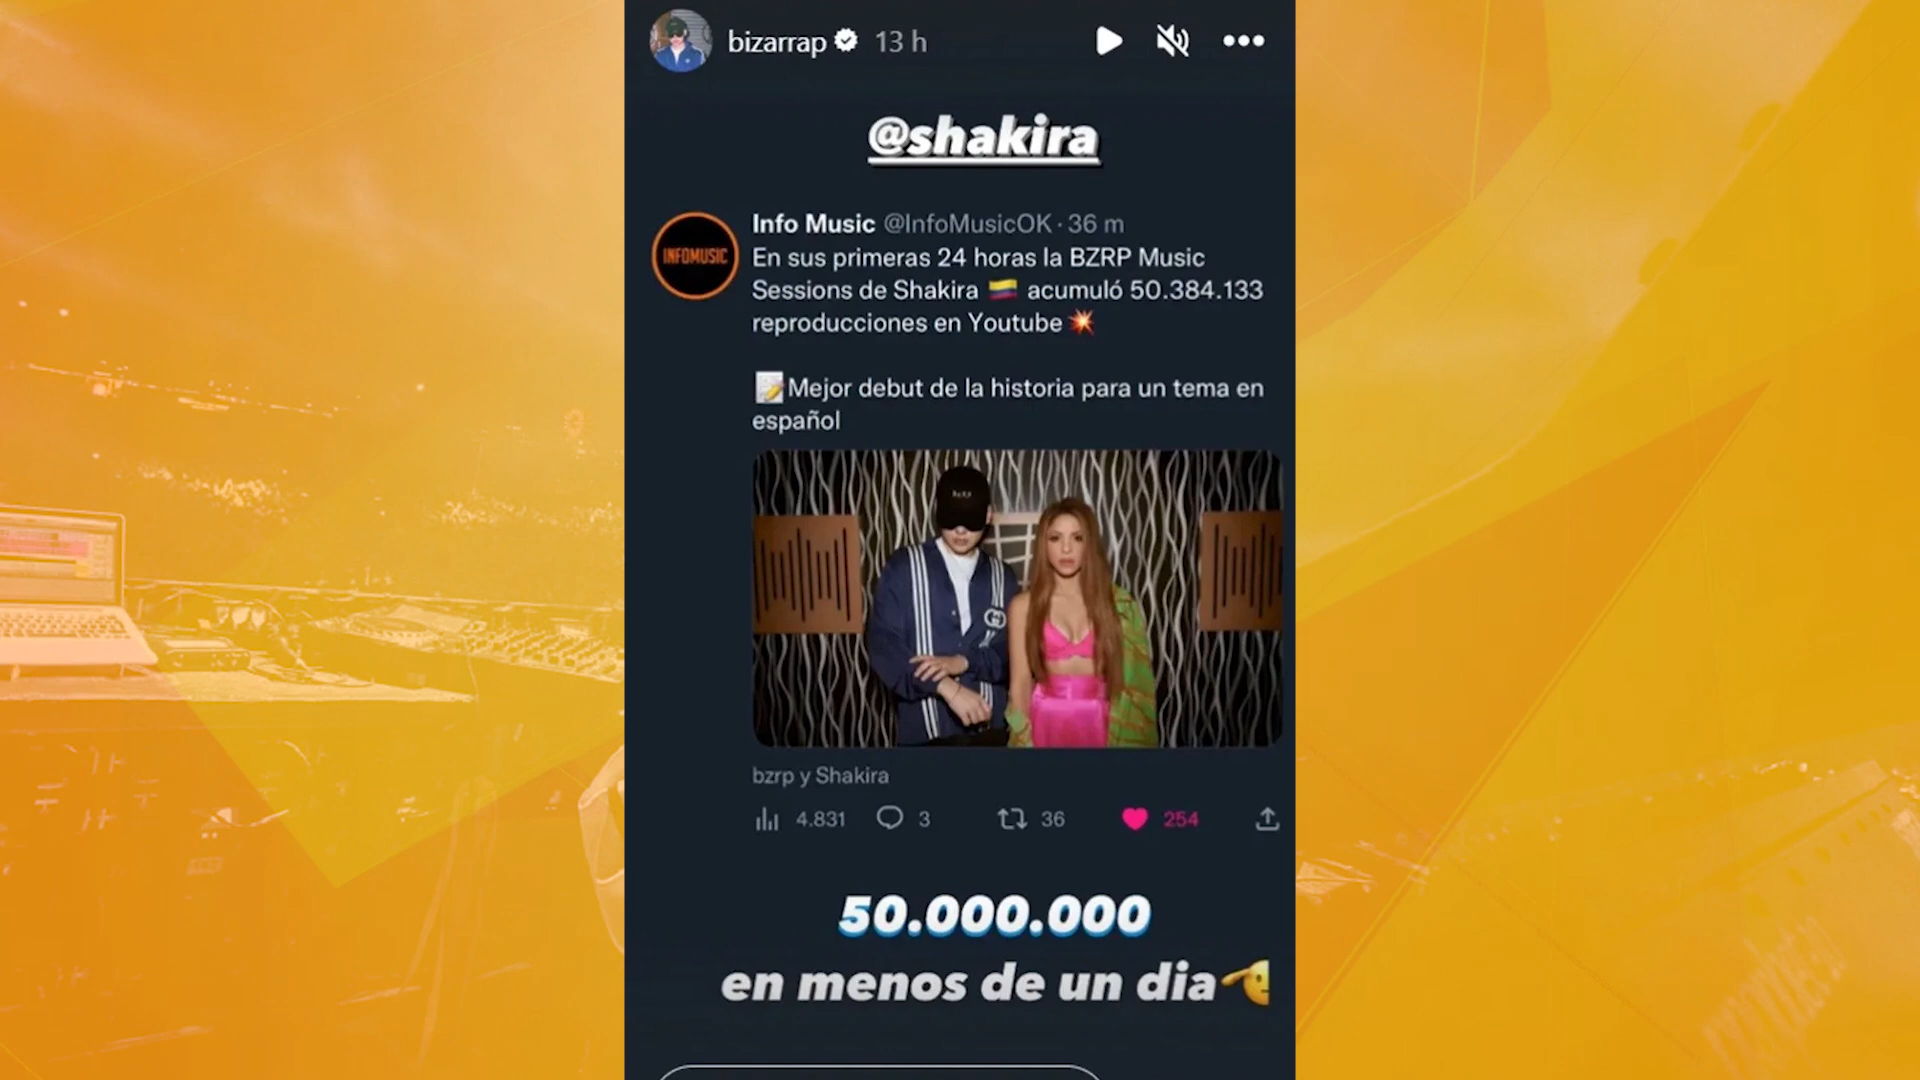 bizarrap 13 h
@shakira
Info Music @InfoMusicOK · 36 m
INFOMUSIC
En sus primeras 24 horas la BZRP Music
Sessions de Shakira 🇨🇴 acumuló 50.384.133
reproducciones en Youtube 💥
📝Mejor debut de la historia para un tema en
español
bzrp y Shakira
4.831 3 36 254
50.000.000
en menos de un dia🫡